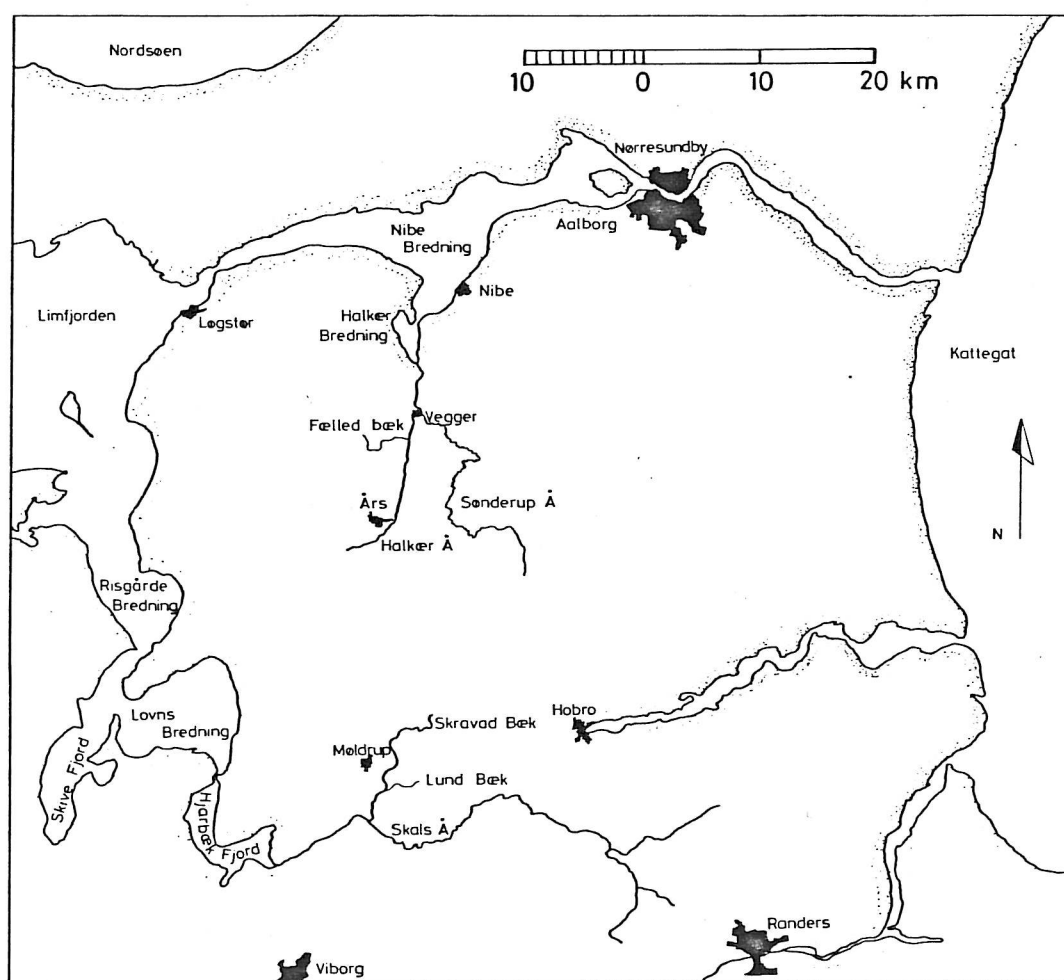 Nordsøen
10 0 10 20 km
Nørresundby
Nibe
Bredning
Aalborg
Nibe
Limfjorden
Løgstør
Halkær
Bredning
Kattegat
Vegger
Fælled bæk
Års
Sønderup Å
Halkær Å
N
Risgårde
Bredning
Lovns
Bredning
Hobro
Skravad Bæk
Møldrup
Skive Fjord
Lund Bæk
Hjarbæk
Fjord
Skals Å
Randers
Viborg